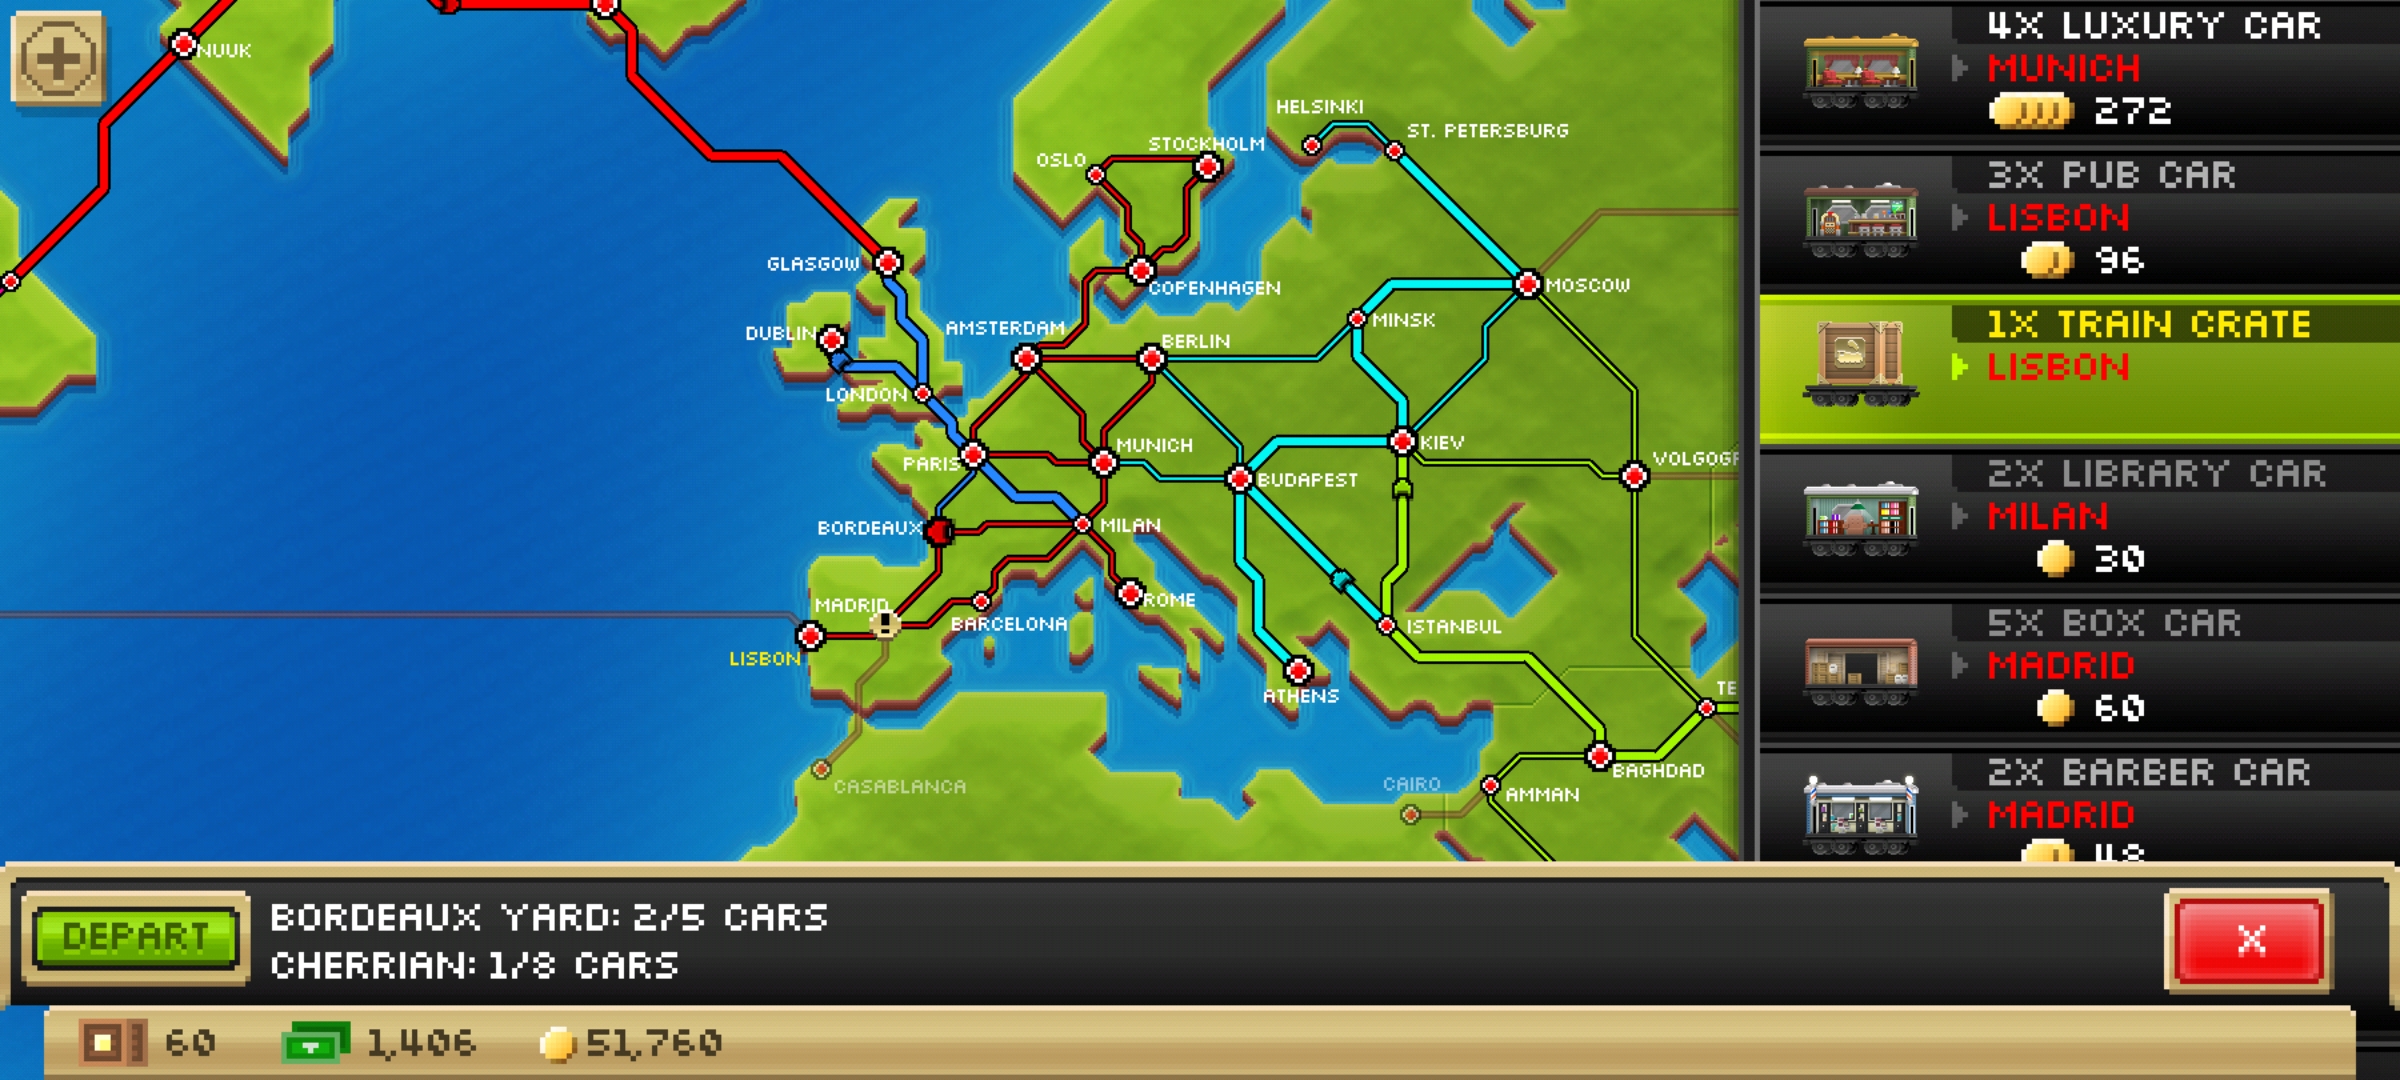 NUUK
HELSINKI
ST. PETERSBURG
STOCKHOLM
OSLO
GLASGOW
COPENHAGEN
MOSCOW
DUBLIN
AMSTERDAM
BERLIN
MINSK
LONDON
PARIS
MUNICH
KIEV
VOLGOGR
BUDAPEST
BORDEAUX
MILAN
MADRID
!
ROME
BARCELONA
ISTANBUL
LISBON
ATHENS
TE
CASABLANCA
CAIRO
AMMAN
BAGHDAD
4X LUXURY CAR
MUNICH
272
3X PUB CAR
LISBON
96
1X TRAIN CRATE
LISBON
2X LIBRARY CAR
MILAN
30
5X BOX CAR
MADRID
60
2X BARBER CAR
MADRID
48
DEPART
BORDEAUX YARD: 2/5 CARS
CHERRIAN: 1/8 CARS
X
60
1,406
51,760